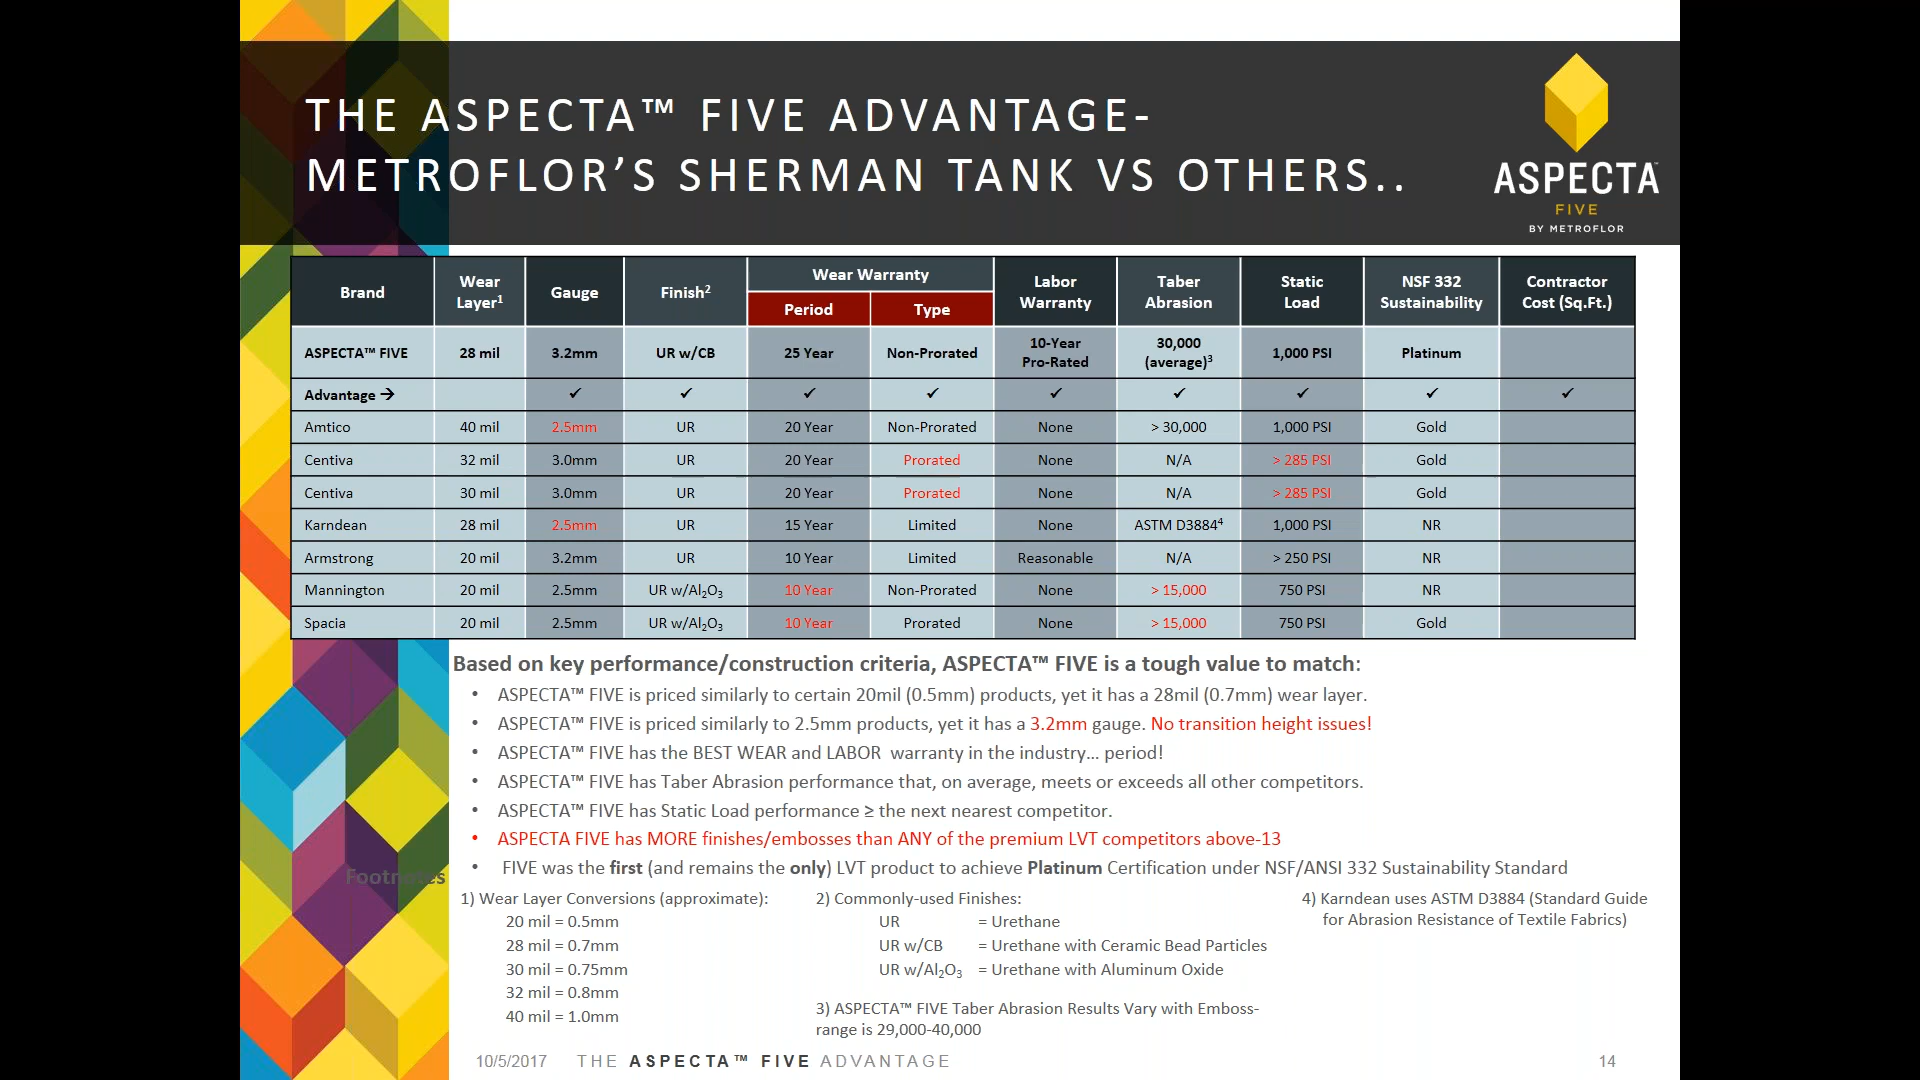 THE ASPECTA™ FIVE ADVANTAGE-
METROFLOR’S SHERMAN TANK VS OTHERS..
ASPECTA™
FIVE
BY METROFLOR
Brand Wear Layer¹ Gauge Finish² Wear Warranty Labor Warranty Taber Abrasion Static Load NSF 332 Sustainability Contractor Cost (Sq.Ft.)
Period Type
ASPECTA™ FIVE 28 mil 3.2mm UR w/CB 25 Year Non-Prorated 10-Year Pro-Rated 30,000 (average)³ 1,000 PSI Platinum
Advantage → ✓ ✓ ✓ ✓ ✓ ✓ ✓ ✓ ✓
Amtico 40 mil 2.5mm UR 20 Year Non-Prorated None > 30,000 1,000 PSI Gold
Centiva 32 mil 3.0mm UR 20 Year Prorated None N/A > 285 PSI Gold
Centiva 30 mil 3.0mm UR 20 Year Prorated None N/A > 285 PSI Gold
Karndean 28 mil 2.5mm UR 15 Year Limited None ASTM D3884⁴ 1,000 PSI NR
Armstrong 20 mil 3.2mm UR 10 Year Limited Reasonable N/A > 250 PSI NR
Mannington 20 mil 2.5mm UR w/Al₂O₃ 10 Year Non-Prorated None > 15,000 750 PSI NR
Spacia 20 mil 2.5mm UR w/Al₂O₃ 10 Year Prorated None > 15,000 750 PSI Gold
Based on key performance/construction criteria, ASPECTA™ FIVE is a tough value to match:
• ASPECTA™ FIVE is priced similarly to certain 20mil (0.5mm) products, yet it has a 28mil (0.7mm) wear layer.
• ASPECTA™ FIVE is priced similarly to 2.5mm products, yet it has a 3.2mm gauge. No transition height issues!
• ASPECTA™ FIVE has the BEST WEAR and LABOR warranty in the industry… period!
• ASPECTA™ FIVE has Taber Abrasion performance that, on average, meets or exceeds all other competitors.
• ASPECTA™ FIVE has Static Load performance ≥ the next nearest competitor.
• ASPECTA FIVE has MORE finishes/embosses than ANY of the premium LVT competitors above-13
• FIVE was the first (and remains the only) LVT product to achieve Platinum Certification under NSF/ANSI 332 Sustainability Standard
Footnotes
1) Wear Layer Conversions (approximate):
20 mil = 0.5mm
28 mil = 0.7mm
30 mil = 0.75mm
32 mil = 0.8mm
40 mil = 1.0mm
2) Commonly-used Finishes:
UR = Urethane
UR w/CB = Urethane with Ceramic Bead Particles
UR w/Al₂O₃ = Urethane with Aluminum Oxide
3) ASPECTA™ FIVE Taber Abrasion Results Vary with Emboss-
range is 29,000-40,000
4) Karndean uses ASTM D3884 (Standard Guide
for Abrasion Resistance of Textile Fabrics)
10/5/2017 THE ASPECTA™ FIVE ADVANTAGE 14